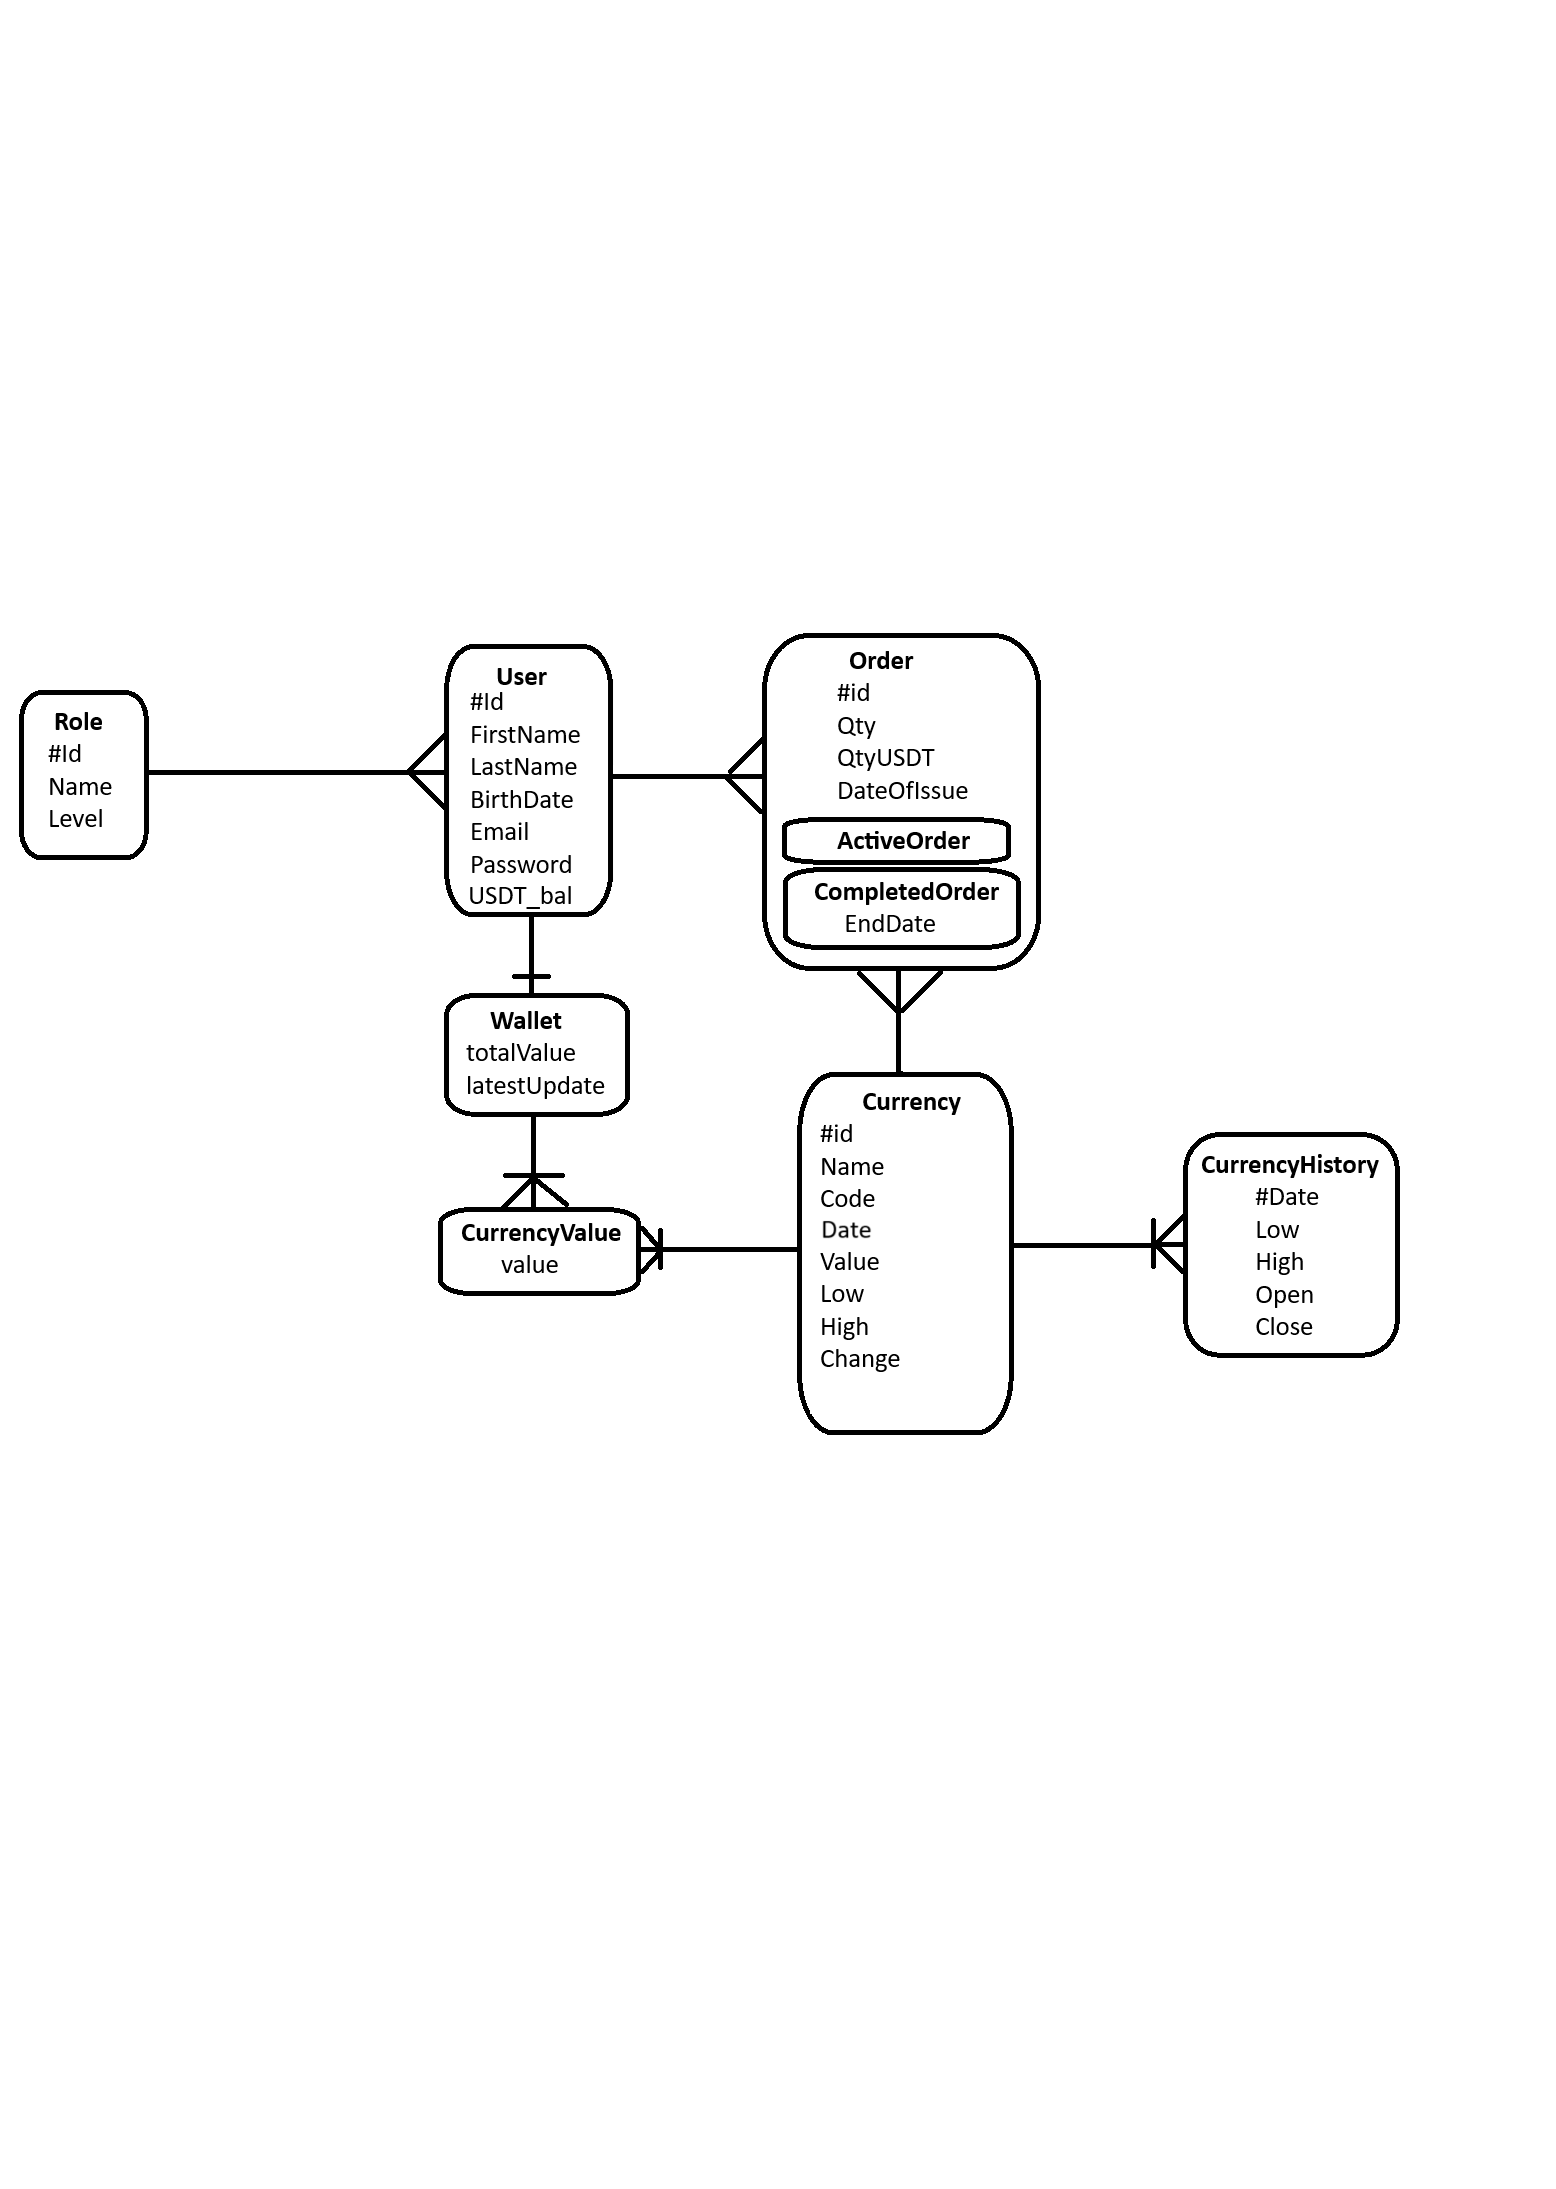 Role
#Id
Name
Level
User
#Id
FirstName
LastName
BirthDate
Email
Password
USDT_bal
Order
#id
Qty
QtyUSDT
DateOfIssue
ActiveOrder
CompletedOrder
EndDate
Wallet
totalValue
latestUpdate
CurrencyValue
value
Currency
#id
Name
Code
Date
Value
Low
High
Change
CurrencyHistory
#Date
Low
High
Open
Close